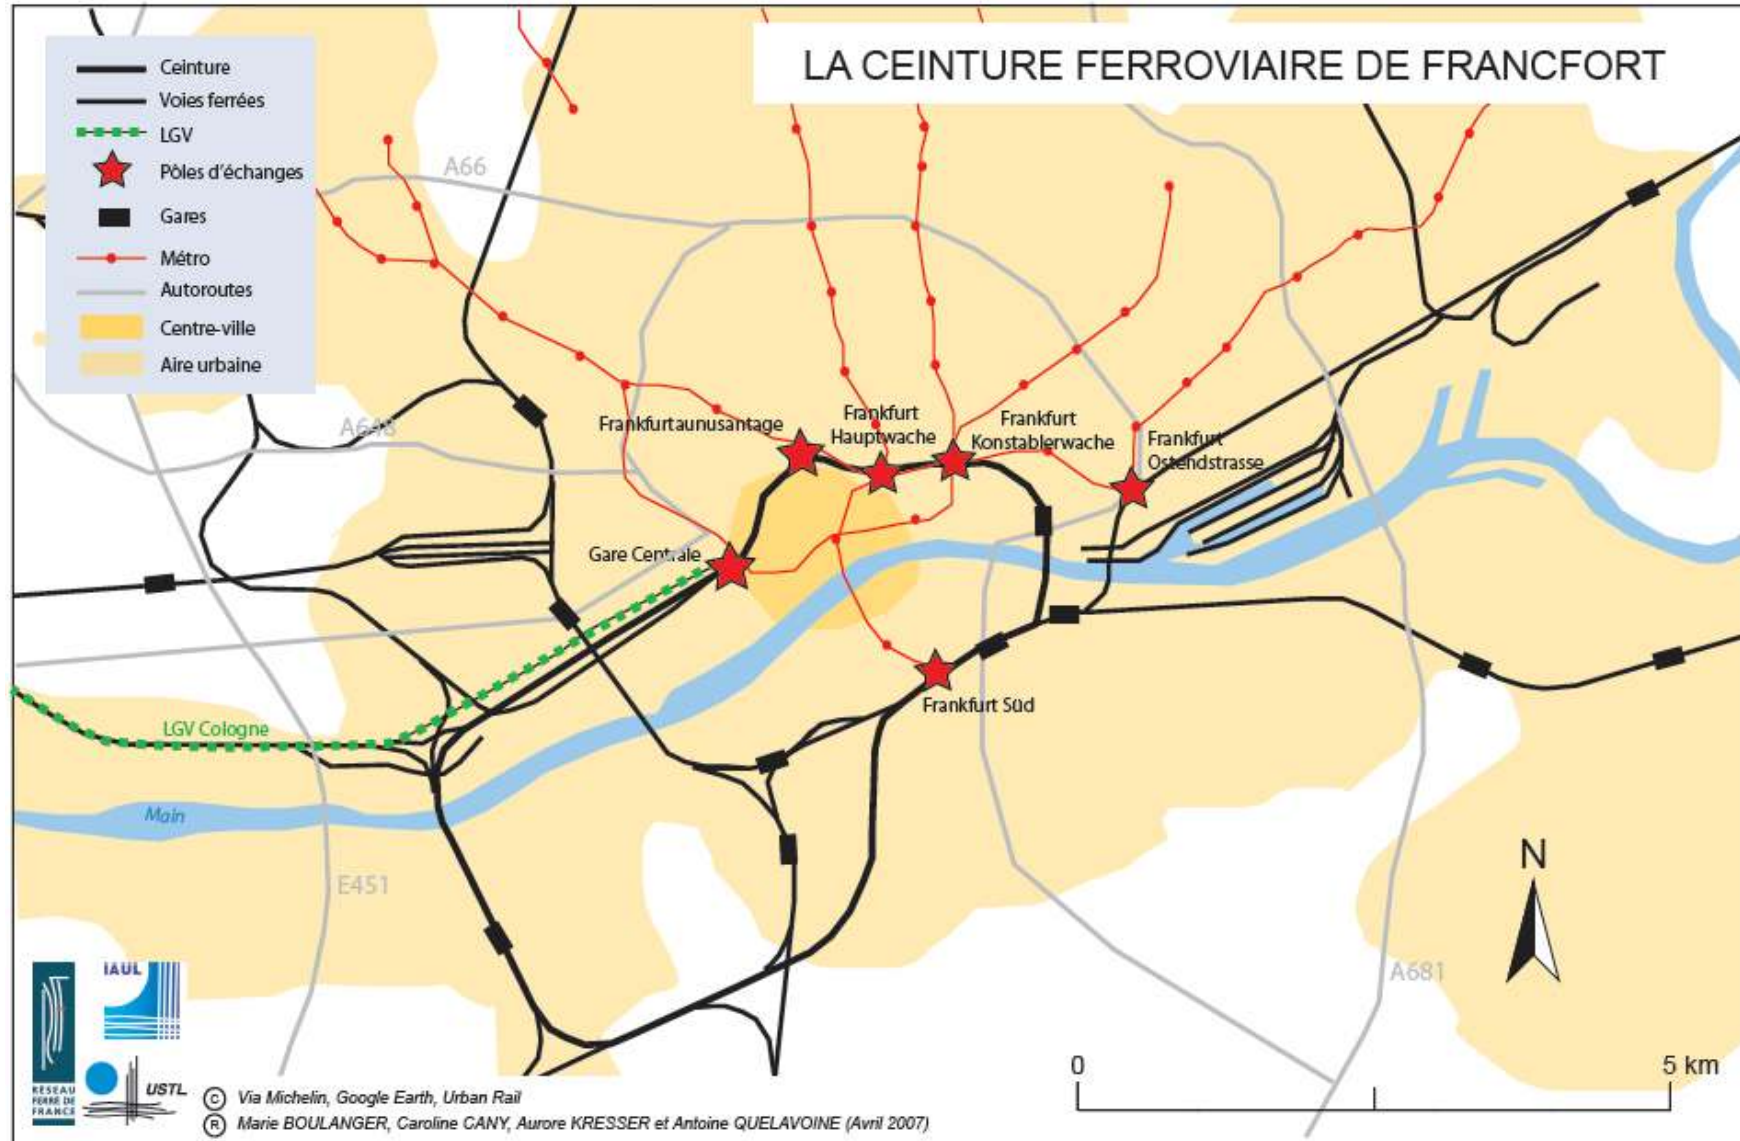 LA CEINTURE FERROVIAIRE DE FRANCFORT
Ceinture
Voies ferrées
LGV
Pôles d'échanges
Gares
Métro
Autoroutes
Centre-ville
Aire urbaine
A66
A648
Frankfurtaunusantage
Frankfurt
Hauptwache
Frankfurt
Konstablerwache
Frankfurt
Ostendstrasse
Gare Centrale
Frankfurt Süd
LGV Cologne
Main
E451
A681
N
0
5 km
IAUL
RESEAU
FERRE DE
FRANCE
USTL
C Via Michelin, Google Earth, Urban Rail
R Marie BOULANGER, Caroline CANY, Aurore KRESSER et Antoine QUELAVOINE (Avril 2007)